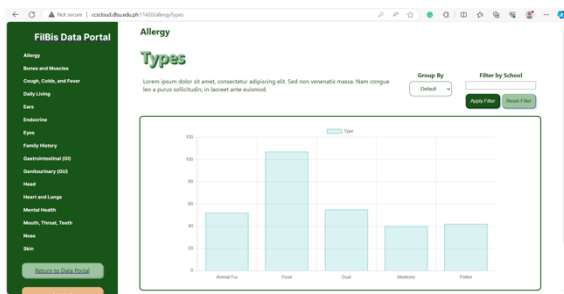 Not secure | ccscloud.dlsu.edu.ph:11420/allergyTypes
FilBis Data Portal
Allergy
Bones and Muscles
Cough, Colds, and Fever
Daily Living
Ears
Endocrine
Eyes
Family History
Gastrointestinal (GI)
Genitourinary (GU)
Head
Heart and Lungs
Mental Health
Mouth, Throat, Teeth
Nose
Skin
Return to Data Portal
Allergy
Types
Lorem ipsum dolor sit amet, consectetur adipiscing elit. Sed non venenatis massa. Nam congue
leo a purus sollicitudin, in laoreet ante euismod.
Group By
Default
Filter by School
Apply Filter
Reset Filter
Type
120
100
80
60
40
20
0
Animal Fur
Food
Dust
Medicine
Pollen